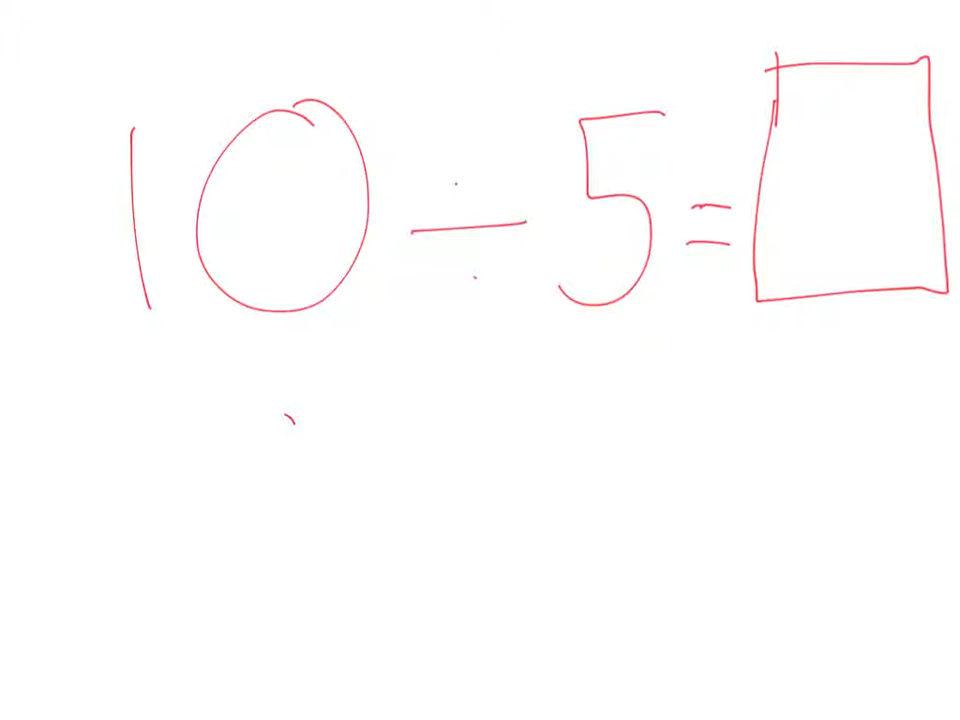 10 ÷ 5 = □